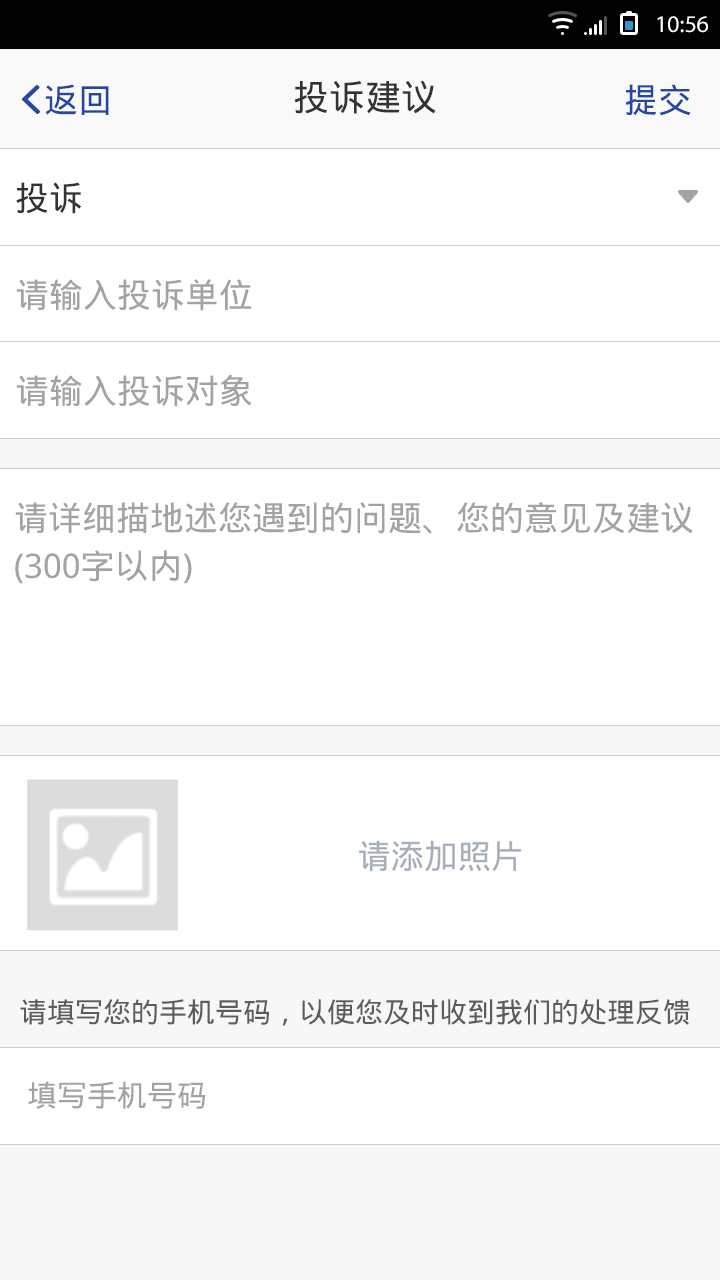 10:56
返回 投诉建议 提交
投诉
请输入投诉单位
请输入投诉对象
请详细描地述您遇到的问题、您的意见及建议
(300字以内)
请添加照片
请填写您的手机号码，以便您及时收到我们的处理反馈
填写手机号码